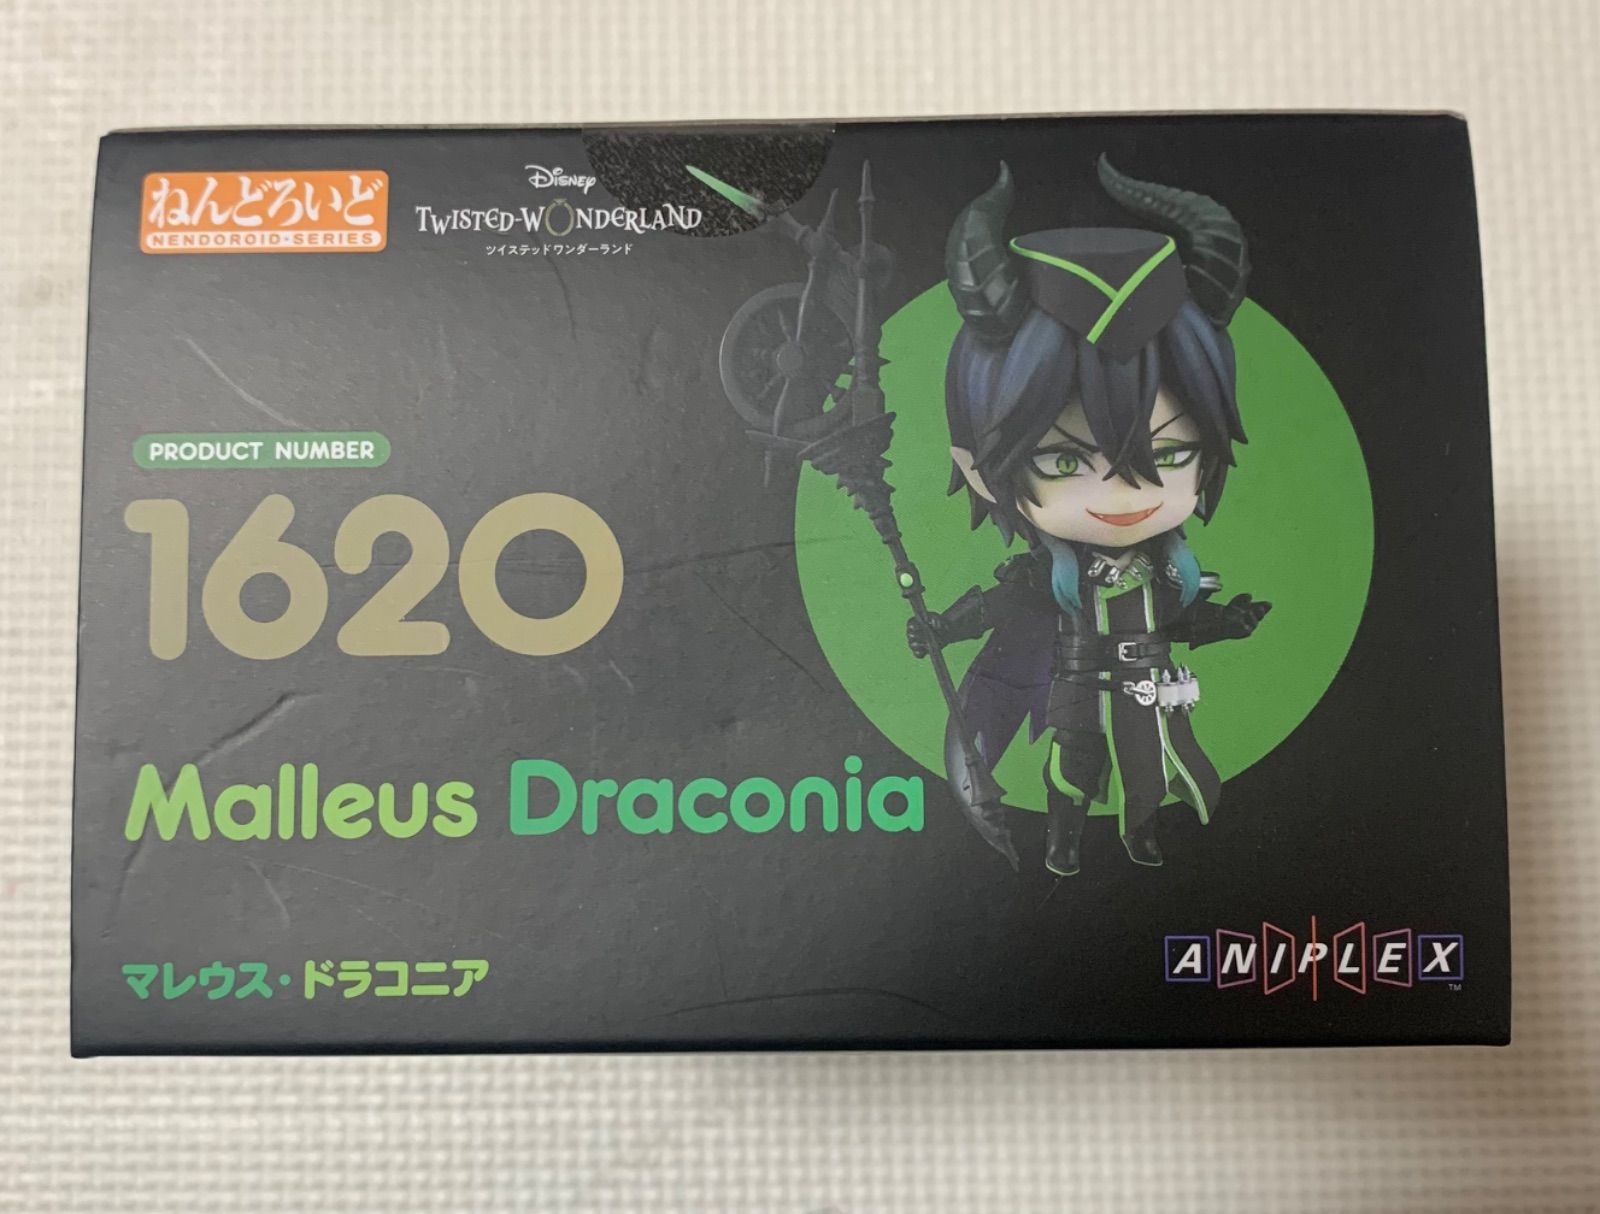 ねんどろいど
NENDOROID・SERIES
Disney
TWISTED-WONDERLAND
ツイステッドワンダーランド
PRODUCT NUMBER
1620
Malleus Draconia
マレウス・ドラコニア
ANIPLEX
TM